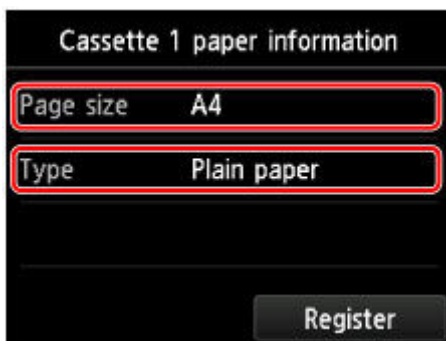 Cassette 1 paper information
Page size A4
Type Plain paper
Register